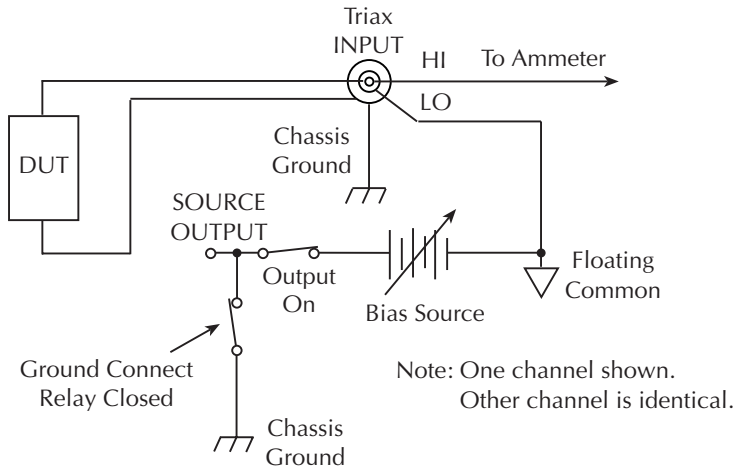 Triax
INPUT
HI
To Ammeter
LO
Chassis
Ground
DUT
SOURCE
OUTPUT
Output
On
Bias Source
Floating
Common
Ground Connect
Relay Closed
Note: One channel shown.
Other channel is identical.
Chassis
Ground